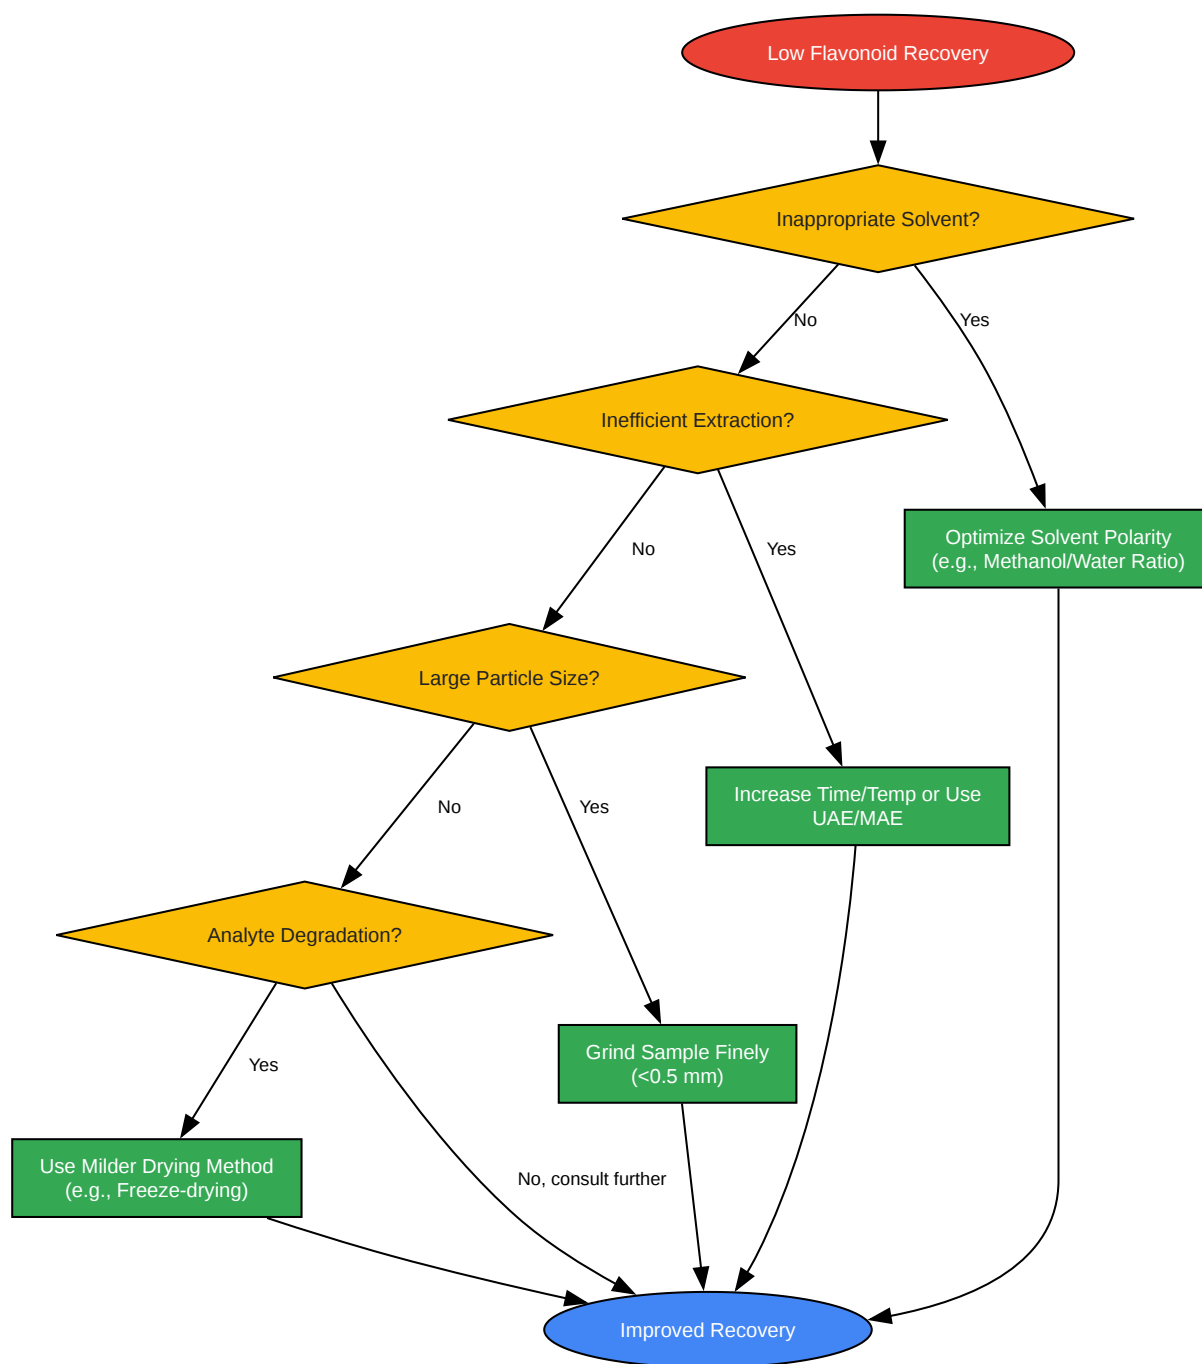 Low Flavonoid Recovery
Inappropriate Solvent?
No
Yes
Inefficient Extraction?
Optimize Solvent Polarity
(e.g., Methanol/Water Ratio)
No
Yes
Large Particle Size?
Increase Time/Temp or Use
UAE/MAE
No
Yes
Analyte Degradation?
Grind Sample Finely
(<0.5 mm)
Yes
Use Milder Drying Method
(e.g., Freeze-drying)
No, consult further
Improved Recovery